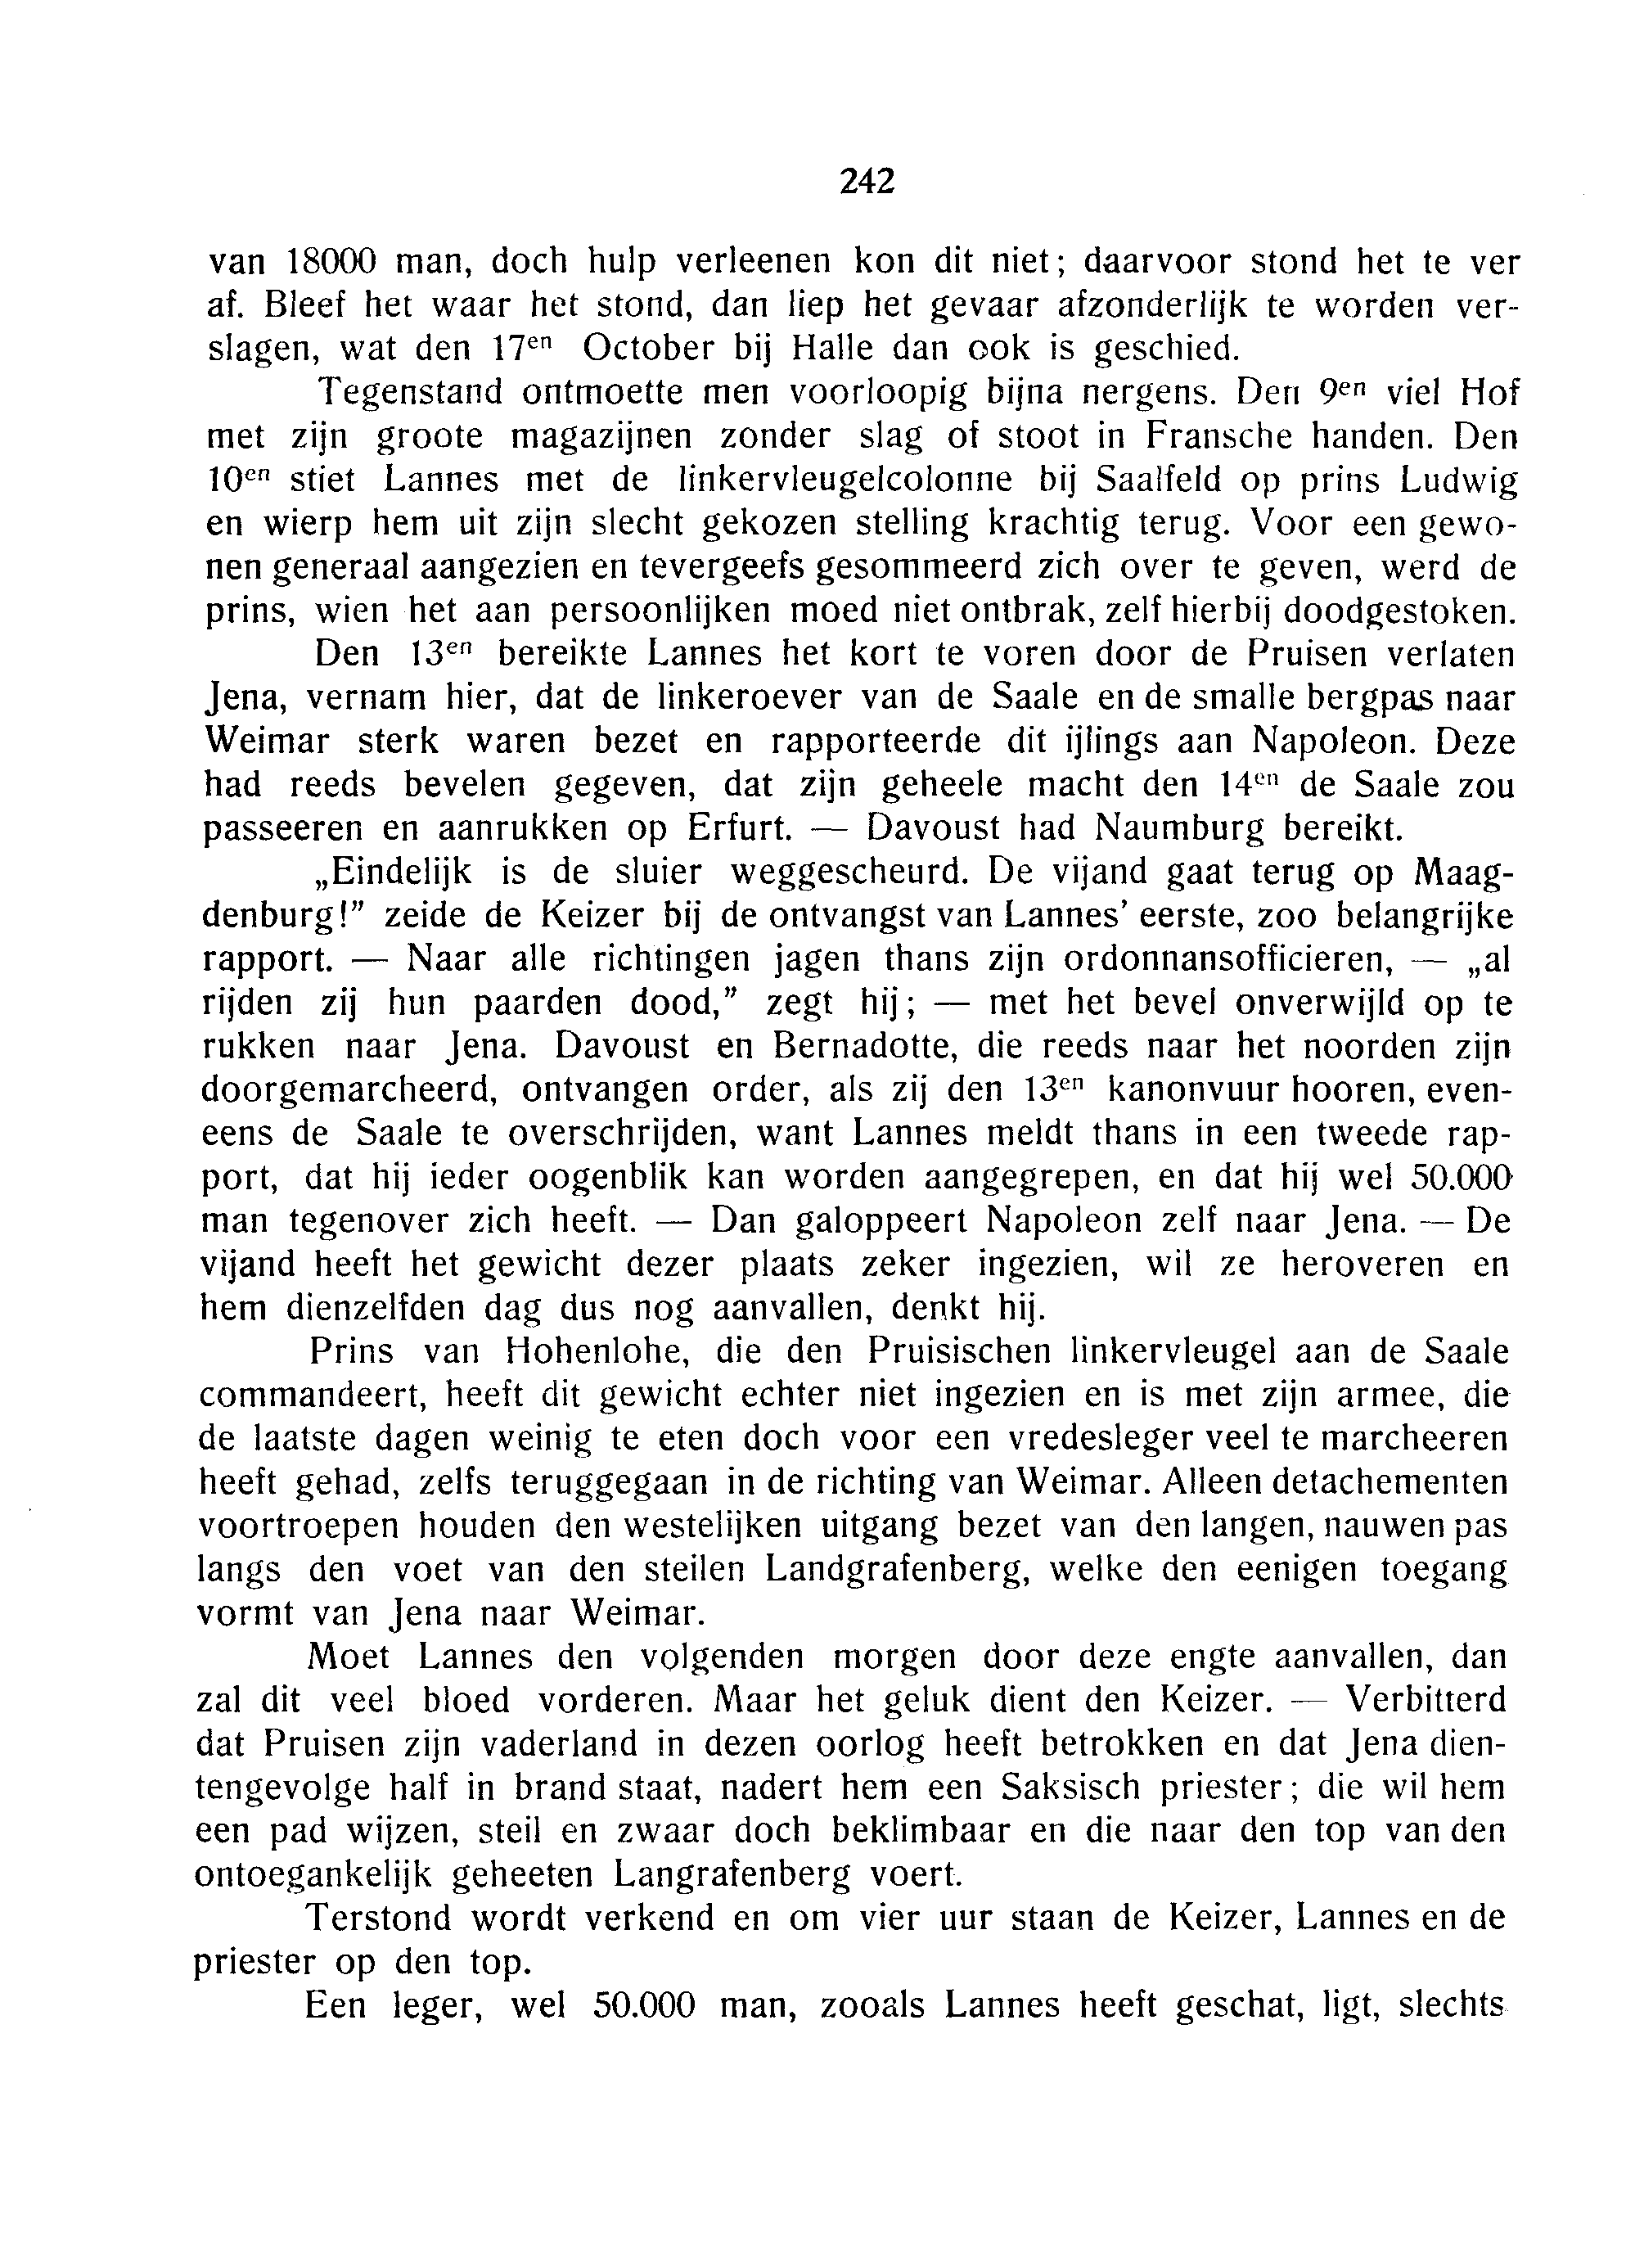 242
van 18000 man, doch hulp verleenen kon dit niet; daarvoor stond het te ver
af. Bleef het waar het stond, dan liep het gevaar afzonderlijk te worden ver-
slagen, wat den 17en October bij Halle dan ook is geschied.
Tegenstand ontmoette men voorloopig bijna nergens. Den 9en viel Hof
met zijn groote magazijnen zonder slag of stoot in Fransche handen. Den
10en stiet Lannes met de linkervleugelcolonne bij Saalfeld op prins Ludwig
en wierp hem uit zijn slecht gekozen stelling krachtig terug. Voor een gewo-
nen generaal aangezien en tevergeefs gesommeerd zich over te geven, werd de
prins, wien het aan persoonlijken moed niet ontbrak, zelf hierbij doodgestoken.
Den 13en bereikte Lannes het kort te voren door de Pruisen verlaten
Jena, vernam hier, dat de linkeroever van de Saale en de smalle bergpas naar
Weimar sterk waren bezet en rapporteerde dit ijlings aan Napoleon. Deze
had reeds bevelen gegeven, dat zijn geheele macht den 14en de Saale zou
passeeren en aanrukken op Erfurt. — Davoust had Naumburg bereikt.
„Eindelijk is de sluier weggescheurd. De vijand gaat terug op Maag-
denburg!” zeide de Keizer bij de ontvangst van Lannes’ eerste, zoo belangrijke
rapport. — Naar alle richtingen jagen thans zijn ordonnansofficieren, — „al
rijden zij hun paarden dood,” zegt hij; — met het bevel onverwijld op te
rukken naar Jena. Davoust en Bernadotte, die reeds naar het noorden zijn
doorgemarcheerd, ontvangen order, als zij den 13en kanonvuur hooren, even-
eens de Saale te overschrijden, want Lannes meldt thans in een tweede rap-
port, dat hij ieder oogenblik kan worden aangegrepen, en dat hij wel 50.000
man tegenover zich heeft. — Dan galoppeert Napoleon zelf naar Jena. — De
vijand heeft het gewicht dezer plaats zeker ingezien, wil ze heroveren en
hem dienzelfden dag dus nog aanvallen, denkt hij.
Prins van Hohenlohe, die den Pruisischen linkervleugel aan de Saale
commandeert, heeft dit gewicht echter niet ingezien en is met zijn armee, die
de laatste dagen weinig te eten doch voor een vredesleger veel te marcheeren
heeft gehad, zelfs teruggegaan in de richting van Weimar. Alleen detachementen
voortroepen houden den westelijken uitgang bezet van den langen, nauwen pas
langs den voet van den steilen Landgrafenberg, welke den eenigen toegang
vormt van Jena naar Weimar.
Moet Lannes den volgenden morgen door deze engte aanvallen, dan
zal dit veel bloed vorderen. Maar het geluk dient den Keizer. — Verbitterd
dat Pruisen zijn vaderland in dezen oorlog heeft betrokken en dat Jena dien-
tengevolge half in brand staat, nadert hem een Saksisch priester; die wil hem
een pad wijzen, steil en zwaar doch beklimbaar en die naar den top van den
ontoegankelijk geheeten Langrafenberg voert.
Terstond wordt verkend en om vier uur staan de Keizer, Lannes en de
priester op den top.
Een leger, wel 50.000 man, zooals Lannes heeft geschat, ligt, slechts